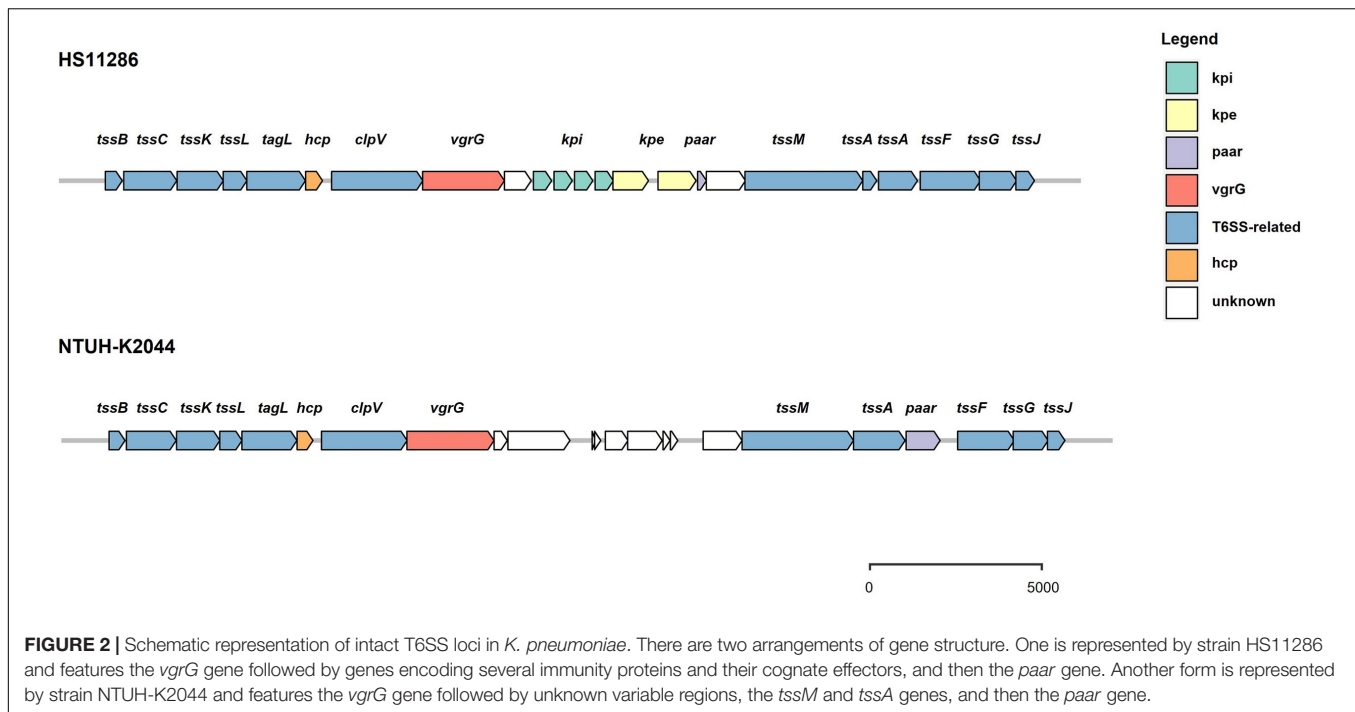 HS11286
tssB tssC tssK tssL tagL hcp clpV vgrG kpi kpe paar tssM tssA tssA tssF tssG tssJ
Legend
kpi
kpe
paar
vgrG
T6SS-related
hcp
unknown
NTUH-K2044
tssB tssC tssK tssL tagL hcp clpV vgrG tssM tssA paar tssF tssG tssJ
0 5000
FIGURE 2 | Schematic representation of intact T6SS loci in K. pneumoniae. There are two arrangements of gene structure. One is represented by strain HS11286
and features the vgrG gene followed by genes encoding several immunity proteins and their cognate effectors, and then the paar gene. Another form is represented
by strain NTUH-K2044 and features the vgrG gene followed by unknown variable regions, the tssM and tssA genes, and then the paar gene.